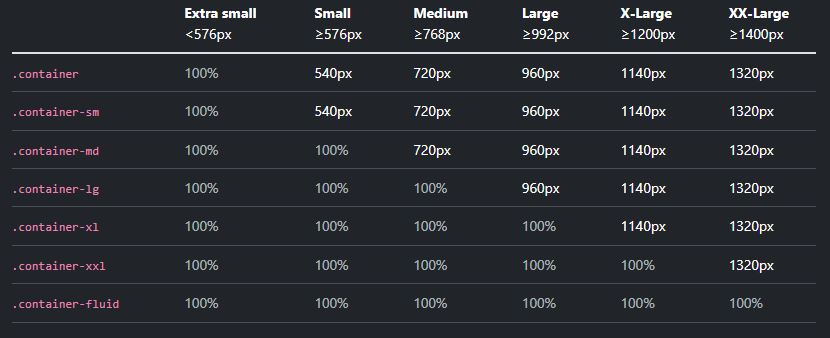 Extra small Small Medium Large X-Large XX-Large
<576px ≥576px ≥768px ≥992px ≥1200px ≥1400px
.container 100% 540px 720px 960px 1140px 1320px
.container-sm 100% 540px 720px 960px 1140px 1320px
.container-md 100% 100% 720px 960px 1140px 1320px
.container-lg 100% 100% 100% 960px 1140px 1320px
.container-xl 100% 100% 100% 100% 1140px 1320px
.container-xxl 100% 100% 100% 100% 100% 1320px
.container-fluid 100% 100% 100% 100% 100% 100%